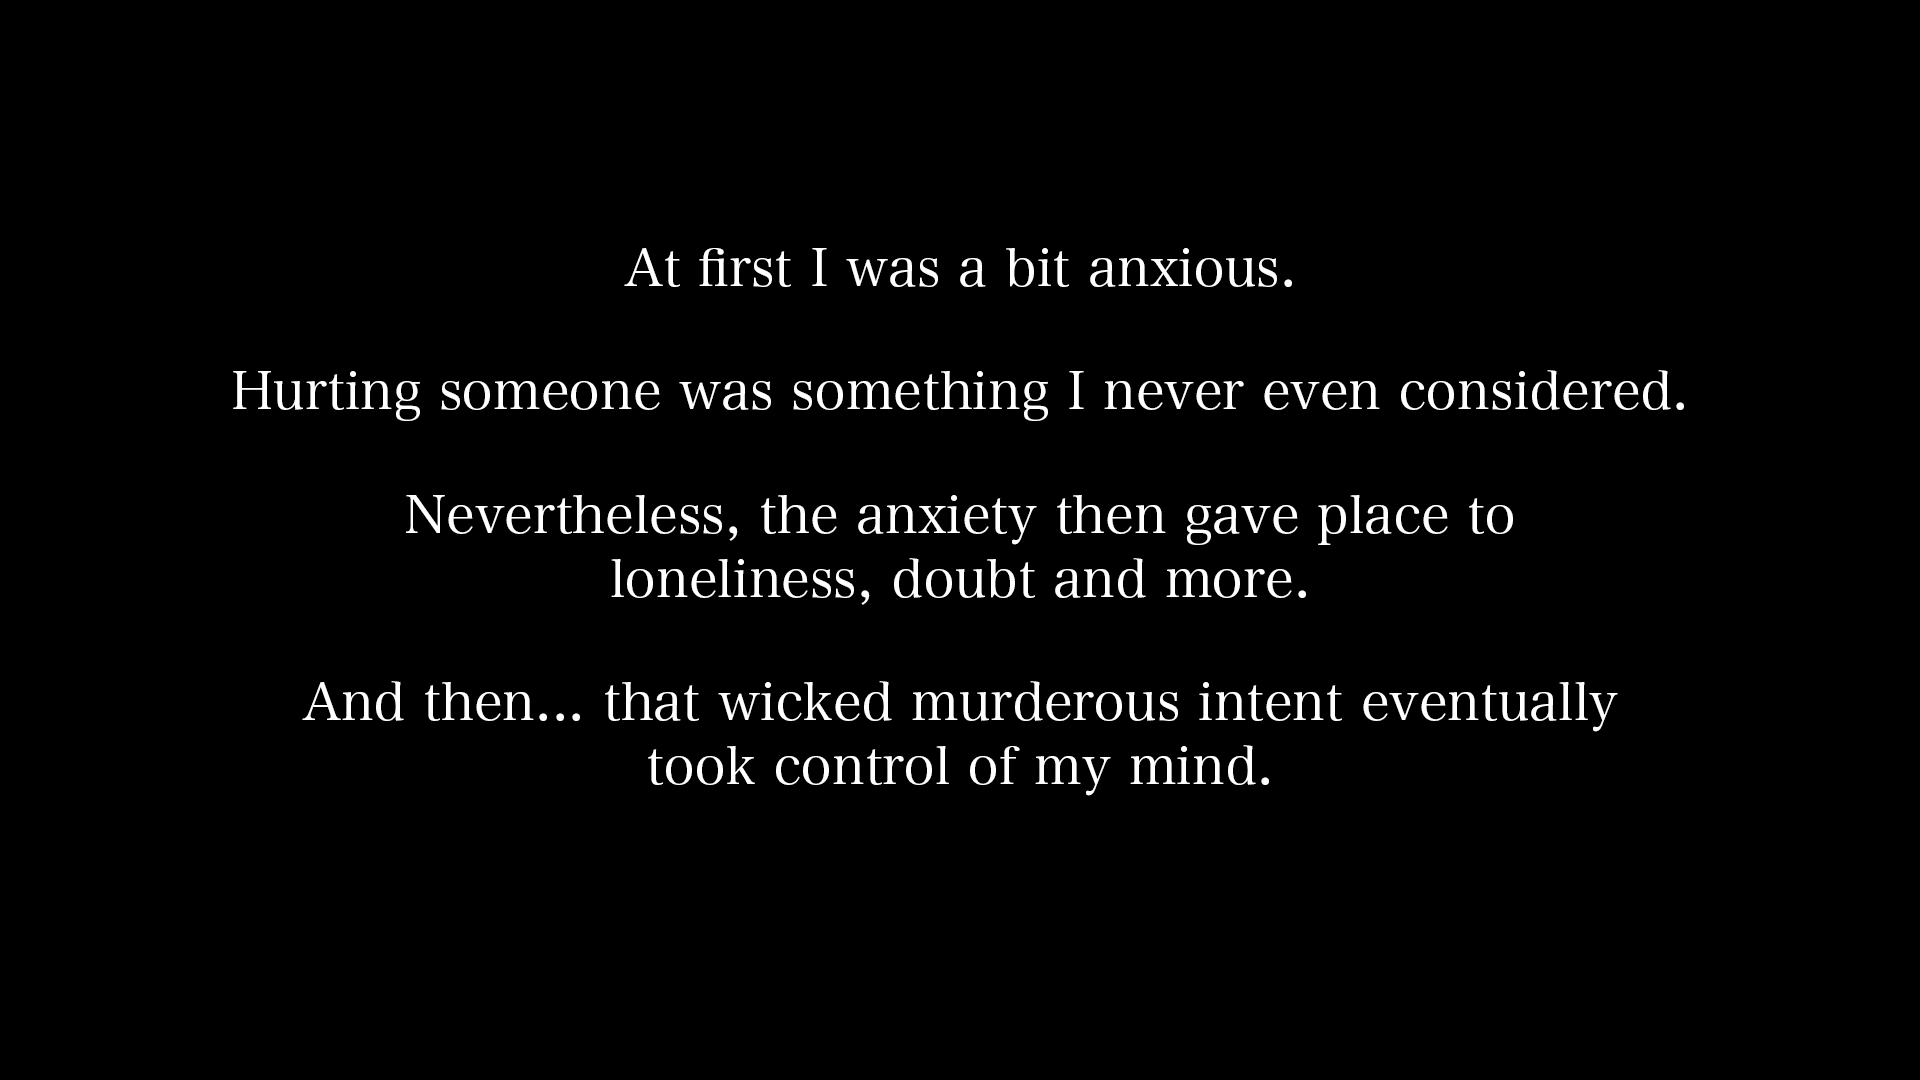 At first I was a bit anxious.
Hurting someone was something I never even considered.
Nevertheless, the anxiety then gave place to
loneliness, doubt and more.
And then... that wicked murderous intent eventually
took control of my mind.